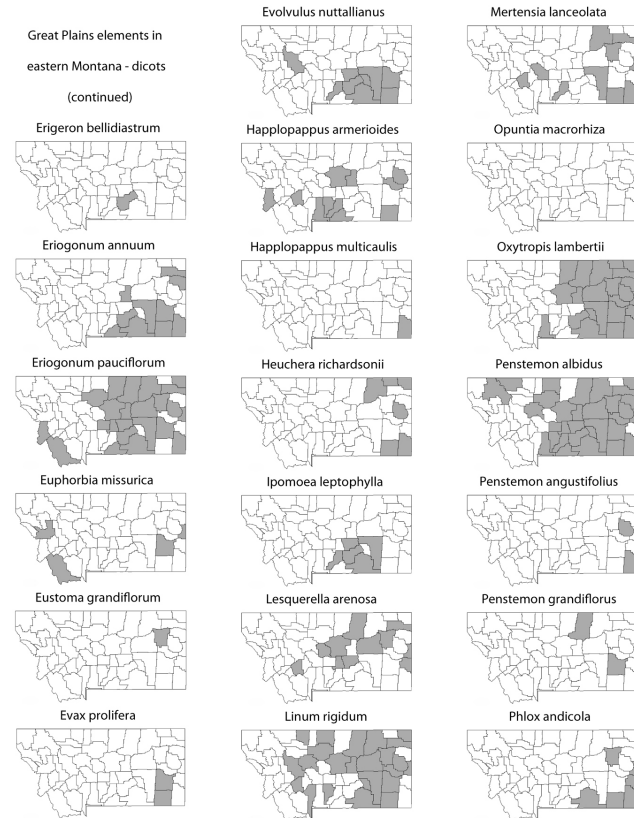 Great Plains elements in
eastern Montana - dicots
(continued)
Erigeron bellidiastrum
Eriogonum annuum
Eriogonum pauciflorum
Euphorbia missurica
Eustoma grandiflorum
Evax prolifera
Evolvulus nuttallianus
Happlopappus armerioides
Happlopappus multicaulis
Heuchera richardsonii
Ipomoea leptophylla
Lesquerella arenosa
Linum rigidum
Mertensia lanceolata
Opuntia macrorhiza
Oxytropis lambertii
Penstemon albidus
Penstemon angustifolius
Penstemon grandiflorus
Phlox andicola